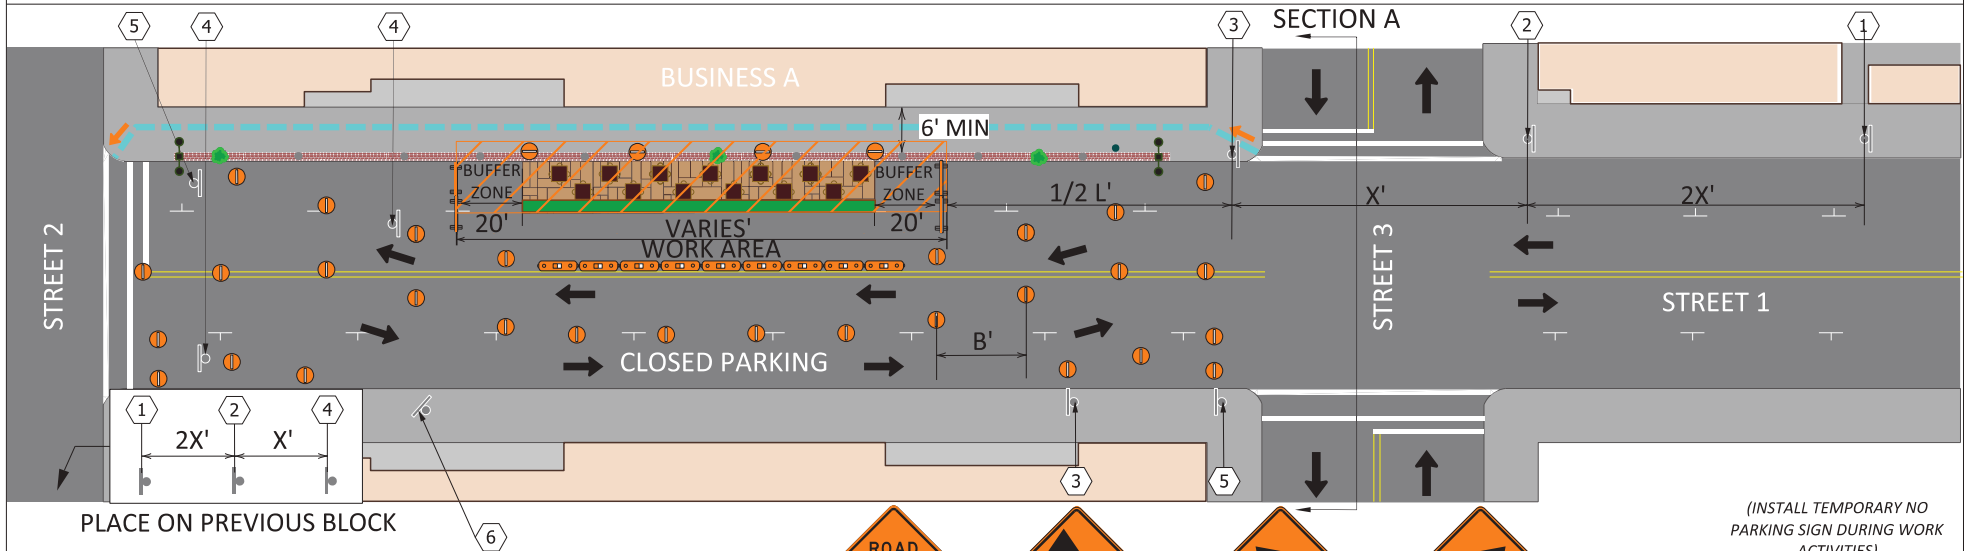 5
4
4
3
SECTION A
2
1
BUSINESS A
6' MIN
BUFFER
ZONE
BUFFER
ZONE
20'
VARIES'
20'
WORK AREA
1/2 L'
X'
2X'
STREET 2
STREET 3
STREET 1
B'
CLOSED PARKING
1
2
4
2X'
X'
3
5
6
PLACE ON PREVIOUS BLOCK
ROAD
(INSTALL TEMPORARY NO
PARKING SIGN DURING WORK
ACTIVITIES)